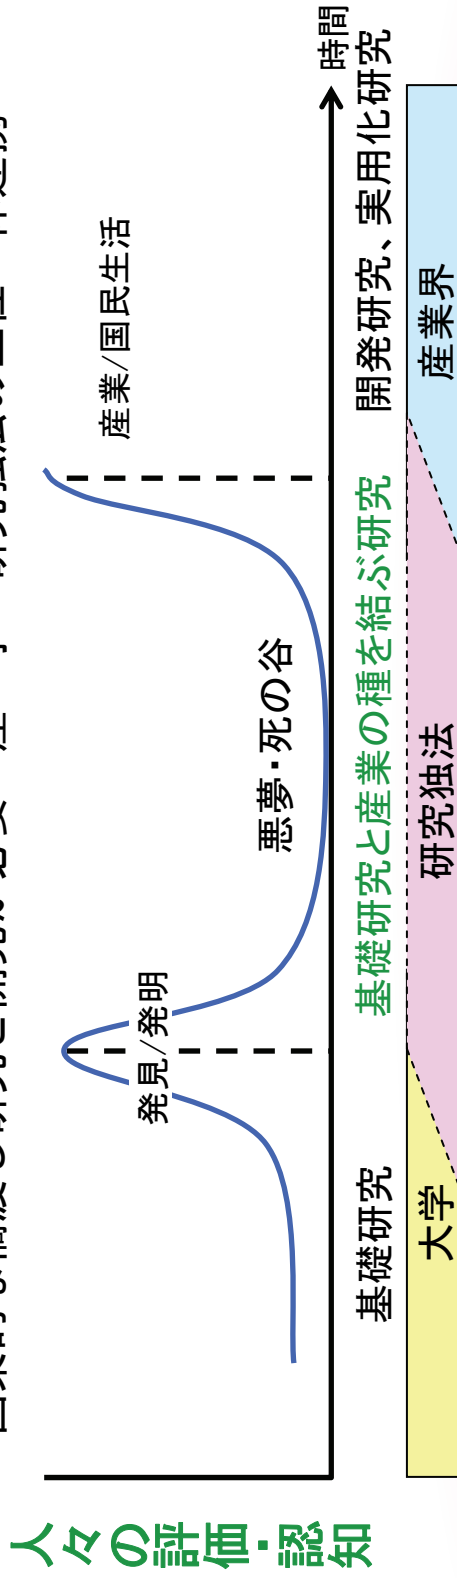 人々の評価・認知
発見/発明
悪夢・死の谷
産業/国民生活
時間
基礎研究
基礎研究と産業の種を結ぶ研究
開発研究、実用化研究
大学
研究独法
産業界